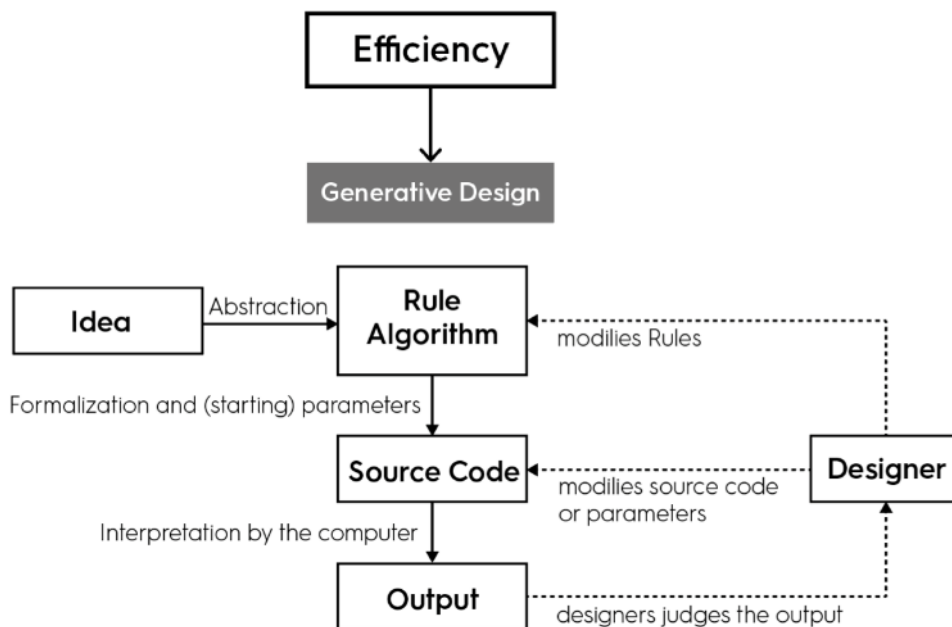 Efficiency
Generative Design
Idea
Abstraction
Rule
Algorithm
modilies Rules
Formalization and (starting) parameters
Source Code
modilies source code
or parameters
Designer
Interpretation by the computer
Output
designers judges the output